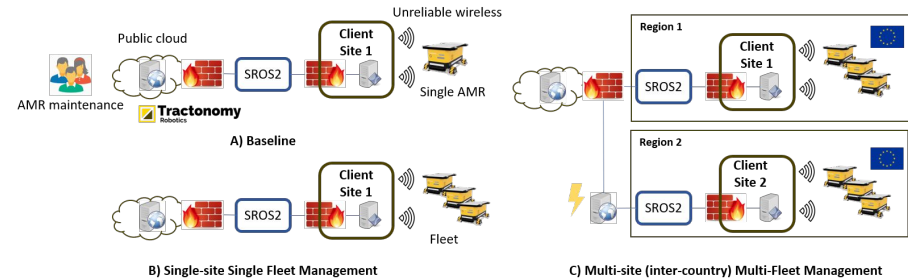 Unreliable wireless
Public cloud
Client
Site 1
SROS2
AMR maintenance
Single AMR
Tractonomy
Robotics
A) Baseline
Client
Site 1
SROS2
Fleet
B) Single-site Single Fleet Management
Region 1
Client
Site 1
SROS2
Region 2
Client
Site 2
SROS2
C) Multi-site (inter-country) Multi-Fleet Management